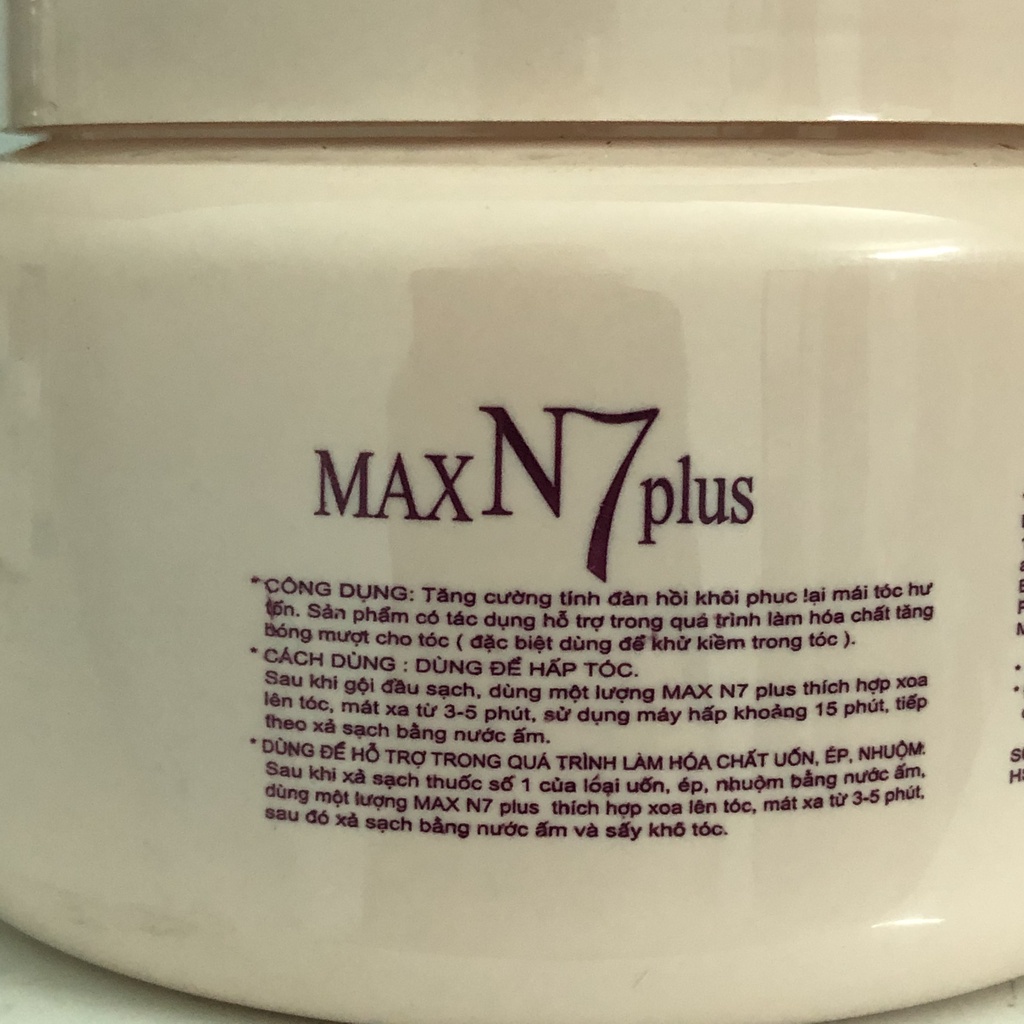 MAX N7 plus
* CÔNG DỤNG: Tăng cường tính đàn hồi khôi phuc lại mái tóc hư
tổn. Sản phẩm có tác dụng hỗ trợ trong quá trình làm hóa chất tăng
bóng mượt cho tóc ( đặc biệt dùng để khử kiềm trong tóc ).
* CÁCH DÙNG : DÙNG ĐỂ HẤP TÓC.
Sau khi gội đầu sạch, dùng một lượng MAX N7 plus thích hợp xoa
lên tóc, mát xa từ 3-5 phút, sử dụng máy hấp khoảng 15 phút, tiếp
theo xả sạch bằng nước ấm.
* DÙNG ĐỂ HỖ TRỢ TRONG QUÁ TRÌNH LÀM HÓA CHẤT UỐN, ÉP, NHUỘM:
Sau khi xả sạch thuốc số 1 của lóại uốn, ép, nhuộm bằng nước ấm,
dùng một lượng MAX N7 plus thích hợp xoa lên tóc, mát xa từ 3-5 phút,
sau đó xả sạch bằng nước ấm và sấy khô tóc.